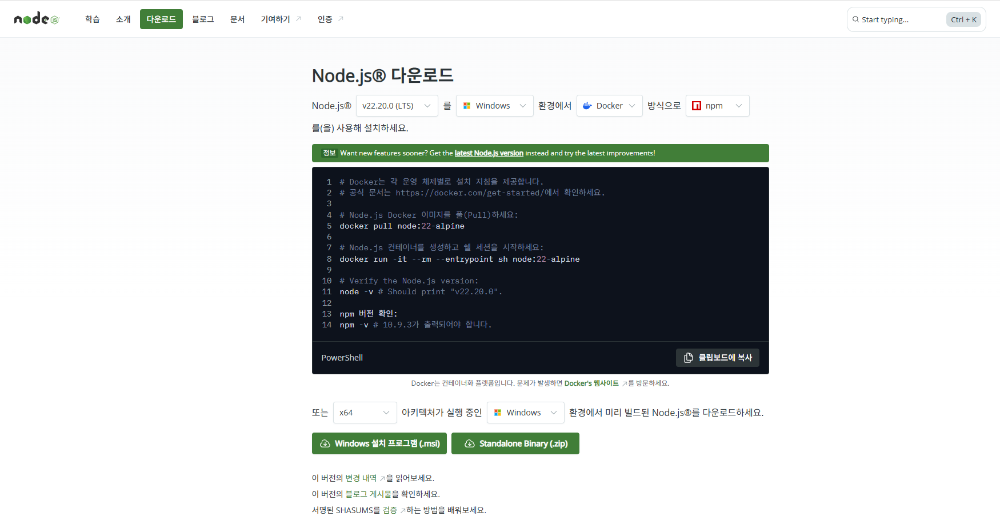 node js
학습 소개 다운로드 블로그 문서 기여하기 인증 Start typing... Ctrl + K
Node.js® 다운로드
Node.js® v22.20.0 (LTS) 를 Windows 환경에서 Docker 방식으로 npm
를(을) 사용해 설치하세요.
정보 Want new features sooner? Get the latest Node.js version instead and try the latest improvements!
1 # Docker는 각 운영 체제별로 설치 지침을 제공합니다.
2 # 공식 문서는 https://docker.com/get-started/에서 확인하세요.
3
4 # Node.js Docker 이미지를 풀(Pull)하세요:
5 docker pull node:22-alpine
6
7 # Node.js 컨테이너를 생성하고 쉘 세션을 시작하세요:
8 docker run -it --rm --entrypoint sh node:22-alpine
9
10 # Verify the Node.js version:
11 node -v # Should print "v22.20.0".
12
13 npm 버전 확인:
14 npm -v # 10.9.3가 출력되어야 합니다.
PowerShell 클립보드에 복사
Docker는 컨테이너화 플랫폼입니다. 문제가 발생하면 Docker's 웹사이트 를 방문하세요.
또는 x64 아키텍처가 실행 중인 Windows 환경에서 미리 빌드된 Node.js®를 다운로드하세요.
Windows 설치 프로그램 (.msi) Standalone Binary (.zip)
이 버전의 변경 내역 을 읽어보세요.
이 버전의 블로그 게시물을 확인하세요.
서명된 SHASUMS를 검증 하는 방법을 배워보세요.